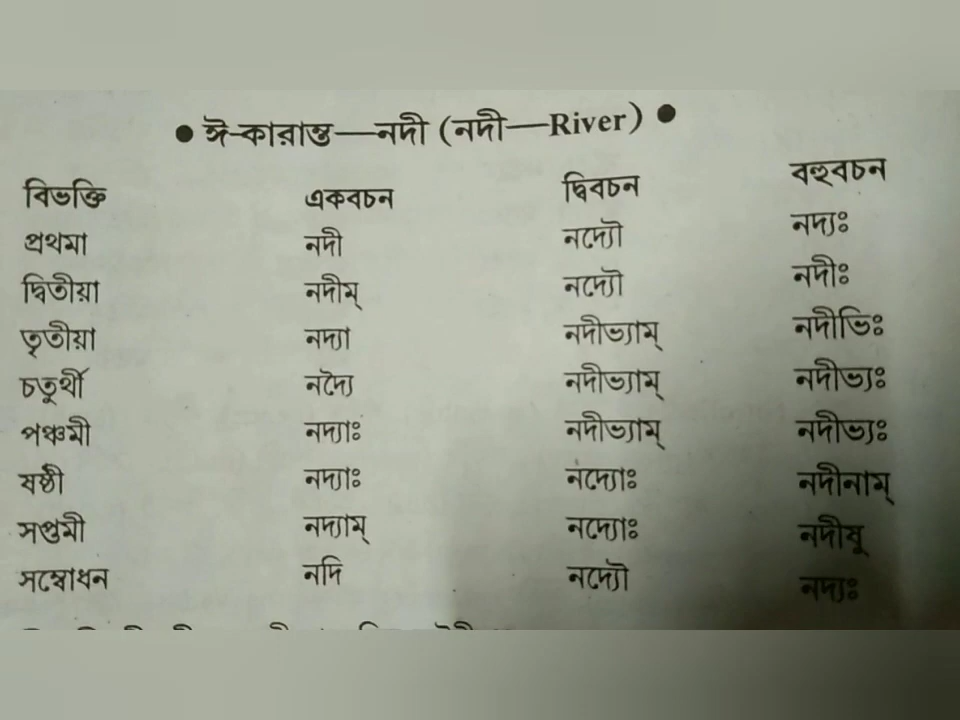 ● ঈ-কারান্ত—নদী (নদী—River) ●
বিভক্তি একবচন দ্বিবচন বহুবচন
প্রথমা নদী নদ্যৌ নদ্যঃ
দ্বিতীয়া নদীম্ নদ্যৌ নদীঃ
তৃতীয়া নদ্যা নদীভ্যাম্ নদীভিঃ
চতুর্থী নদ্যৈ নদীভ্যাম্ নদীভ্যঃ
পঞ্চমী নদ্যাঃ নদীভ্যাম্ নদীভ্যঃ
ষষ্ঠী নদ্যাঃ নদ্যোঃ নদীনাম্
সপ্তমী নদ্যাম্ নদ্যোঃ নদীষু
সম্বোধন নদি নদ্যৌ নদ্যঃ